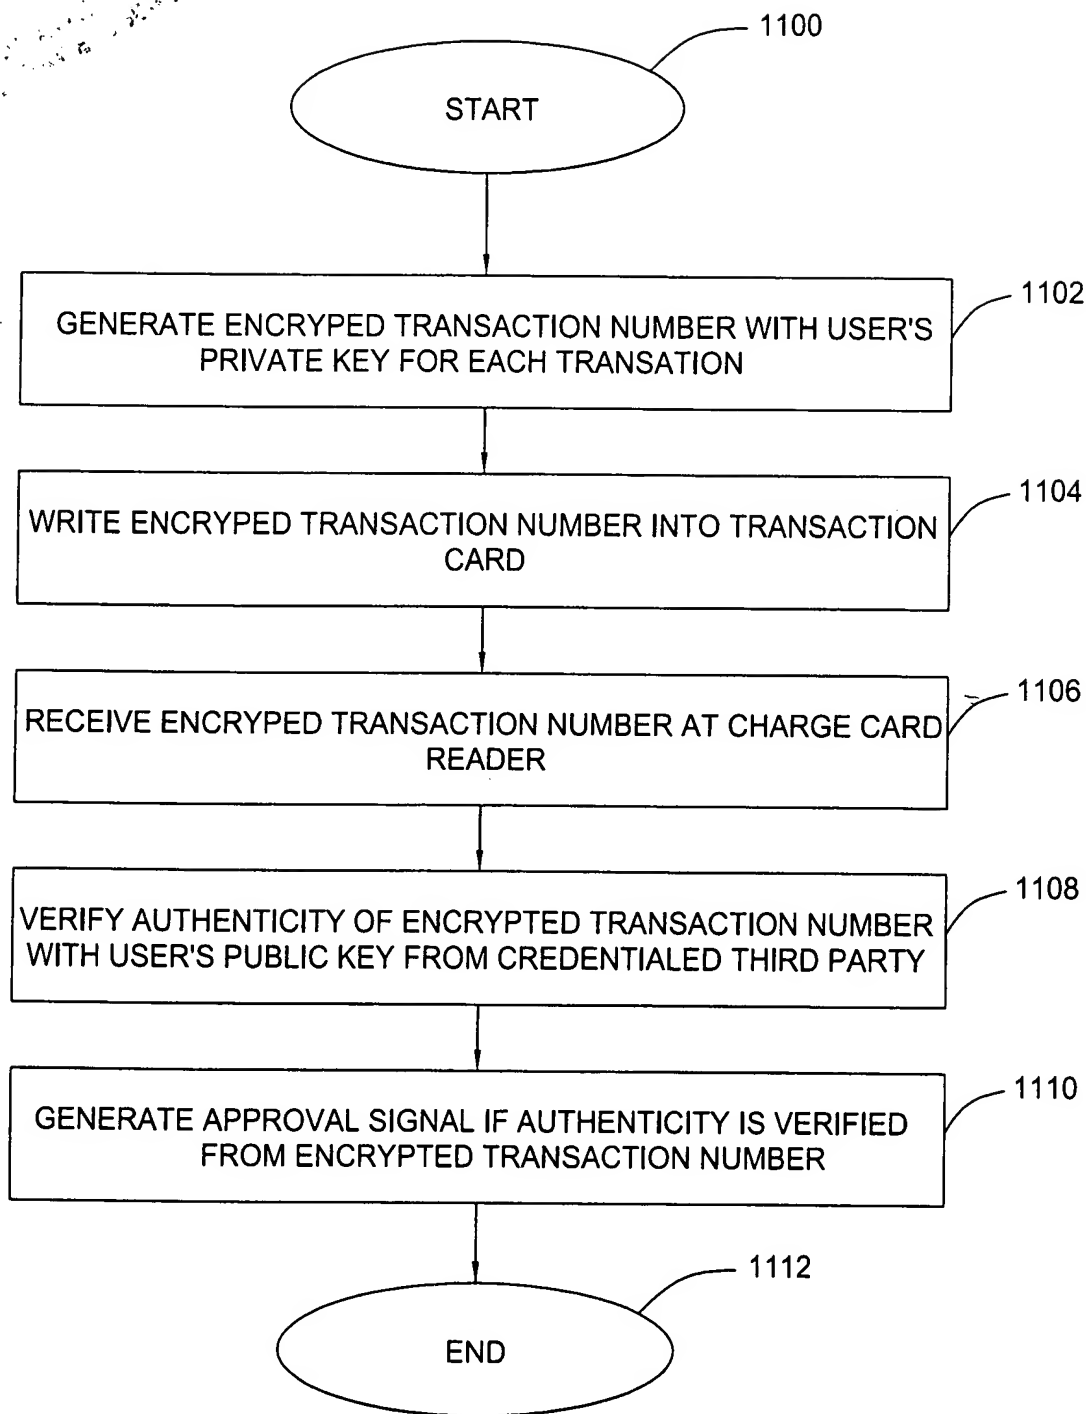 1100
START
1102
GENERATE ENCRYPED TRANSACTION NUMBER WITH USER'S
PRIVATE KEY FOR EACH TRANSATION
1104
WRITE ENCRYPED TRANSACTION NUMBER INTO TRANSACTION
CARD
1106
RECEIVE ENCRYPED TRANSACTION NUMBER AT CHARGE CARD
READER
1108
VERIFY AUTHENTICITY OF ENCRYPTED TRANSACTION NUMBER
WITH USER'S PUBLIC KEY FROM CREDENTIALED THIRD PARTY
1110
GENERATE APPROVAL SIGNAL IF AUTHENTICITY IS VERIFIED
FROM ENCRYPTED TRANSACTION NUMBER
1112
END